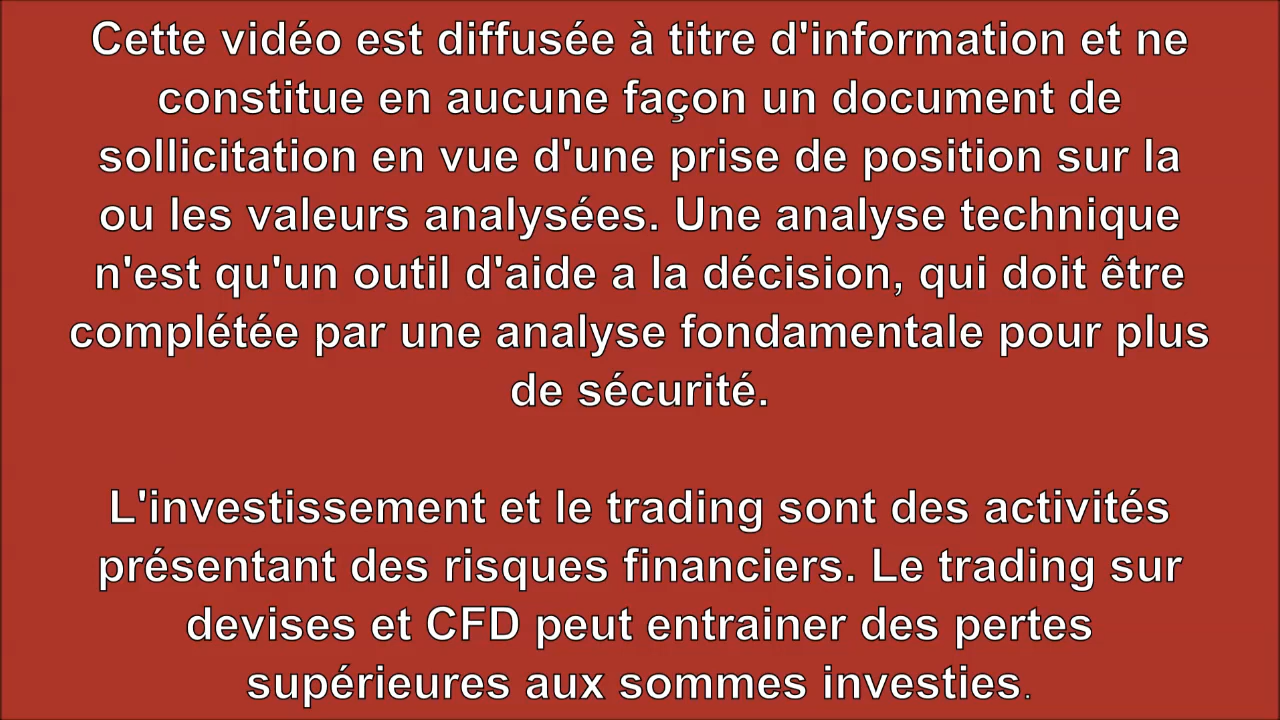 Cette vidéo est diffusée à titre d'information et ne
constitue en aucune façon un document de
sollicitation en vue d'une prise de position sur la
ou les valeurs analysées. Une analyse technique
n'est qu'un outil d'aide a la décision, qui doit être
complétée par une analyse fondamentale pour plus
de sécurité.
L'investissement et le trading sont des activités
présentant des risques financiers. Le trading sur
devises et CFD peut entrainer des pertes
supérieures aux sommes investies.